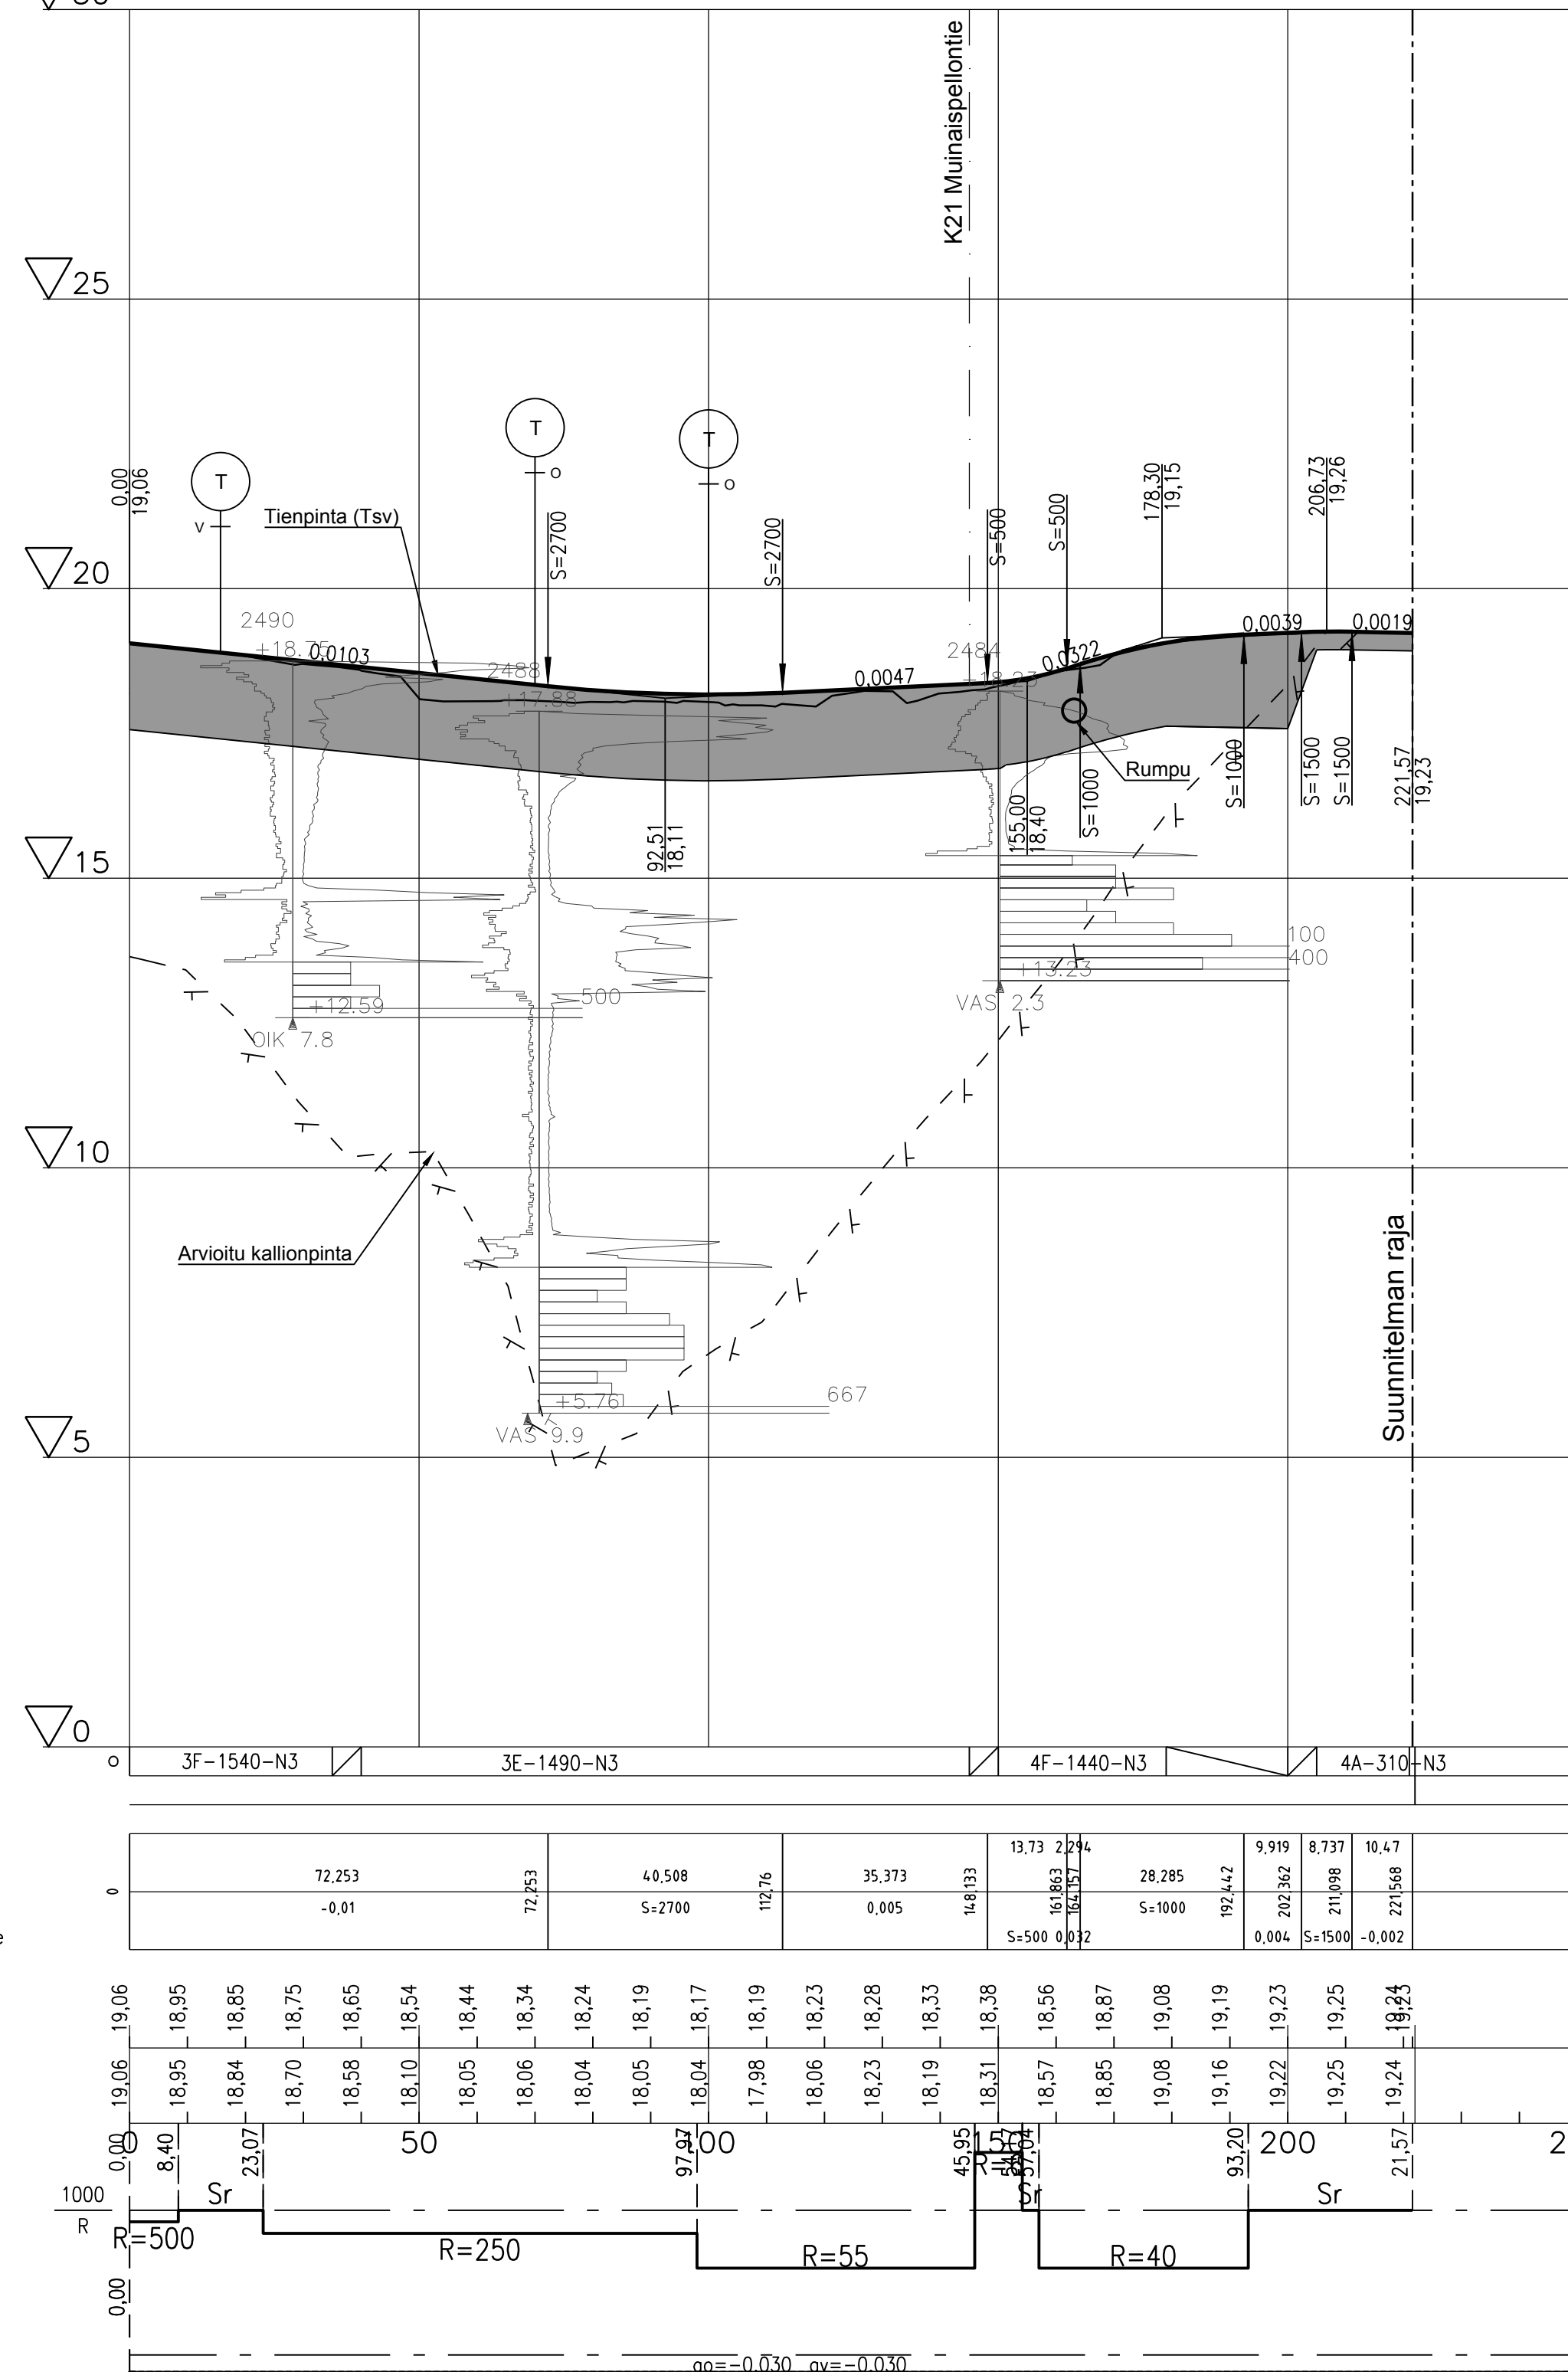 K21 Muinaispellontie
25
T
T
T
o
o
v
0,00
19,06
Tienpinta (Tsv)
S=2700
S=2700
S=500
S=500
178,30
19,15
206,73
19,26
20
2490
+18.75
0,0103
2488
+17.88
0,0047
2484
+18.23
0,0322
0,0039
0,0019
92,51
18,11
155,00
18,40
S=1000
Rumpu
S=1000
S=1500
S=1500
221,57
19,23
15
100
400
+13.23
VAS 2.3
+12.59
OIK 7.8
500
10
Arvioitu kallionpinta
Suunnitelman raja
667
+5.76
VAS 9.9
5
0
O
3F-1540-N3
3E-1490-N3
4F-1440-N3
4A-310-N3
13,73 2,294
9,919
8,737
10,47
0
72,253
72,253
40,508
112,76
35,373
148,133
161,863
164,157
28,285
192,442
202,362
211,098
221,568
-0,01
S=2700
0,005
S=1000
S=500 0,032
0,004
S=1500
-0,002
19,06 18,95 18,85 18,75 18,65 18,54 18,44 18,34 18,24 18,19 18,17 18,19 18,23 18,28 18,33 18,38 18,56 18,87 19,08 19,19 19,23 19,25 19,24 19,23
19,06 18,95 18,84 18,70 18,58 18,10 18,05 18,06 18,04 18,05 18,04 17,98 18,06 18,23 18,19 18,31 18,57 18,85 19,08 19,16 19,22 19,25 19,24
0 50 100 150 200
0,00
8,40
23,07
97,97
45,95
57,04
93,20
21,57
1000
R
Sr
Sr
Sr
R=500
R=250
R=55
R=40
0,00
qo=-0.030 qv=-0.030